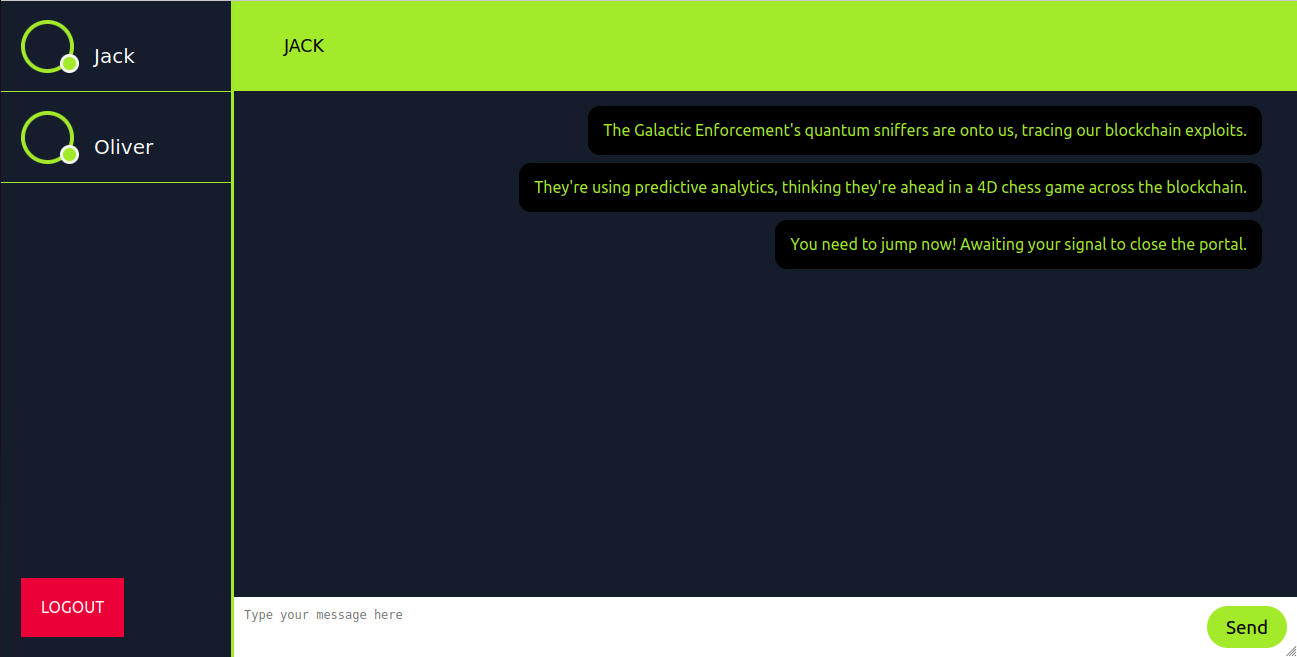 Jack
Oliver
LOGOUT
JACK
The Galactic Enforcement's quantum sniffers are onto us, tracing our blockchain exploits.
They're using predictive analytics, thinking they're ahead in a 4D chess game across the blockchain.
You need to jump now! Awaiting your signal to close the portal.
Type your message here
Send